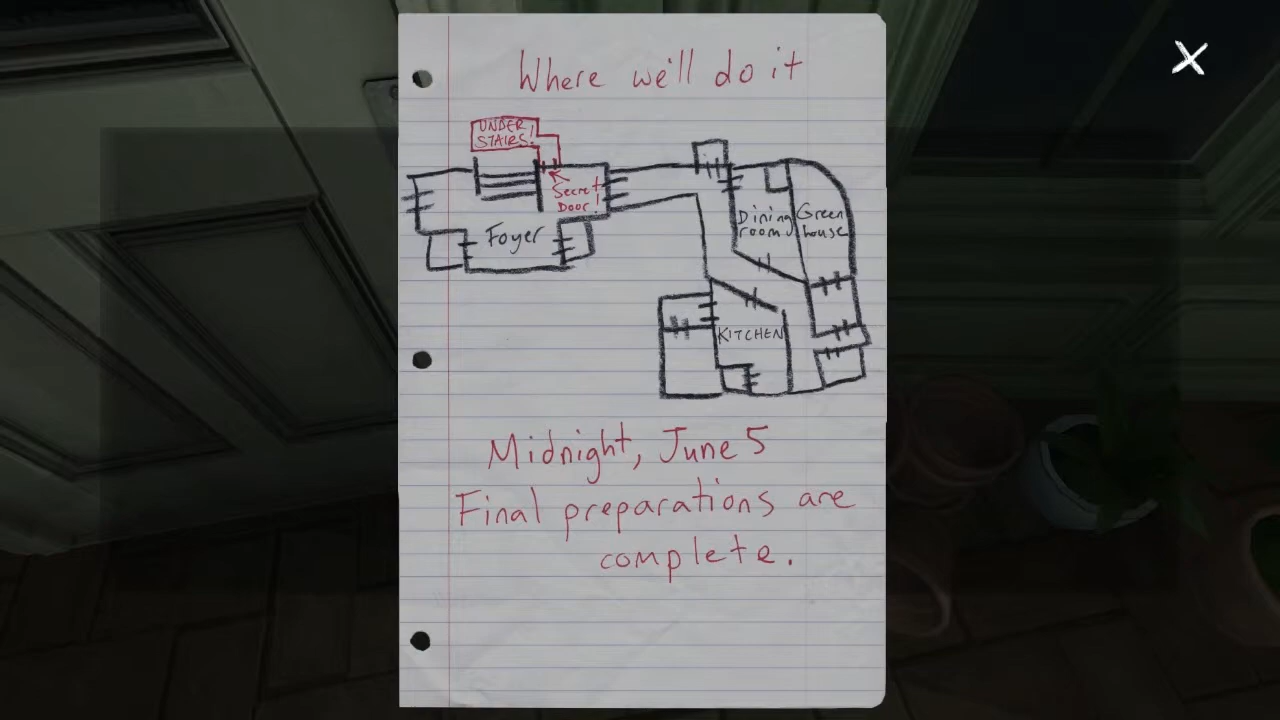 Where we'll do it
UNDER
STAIRS!
Secret
Door!
Foyer
Dining
room
Green
house
KITCHEN
Midnight, June 5
Final preparations are
complete.